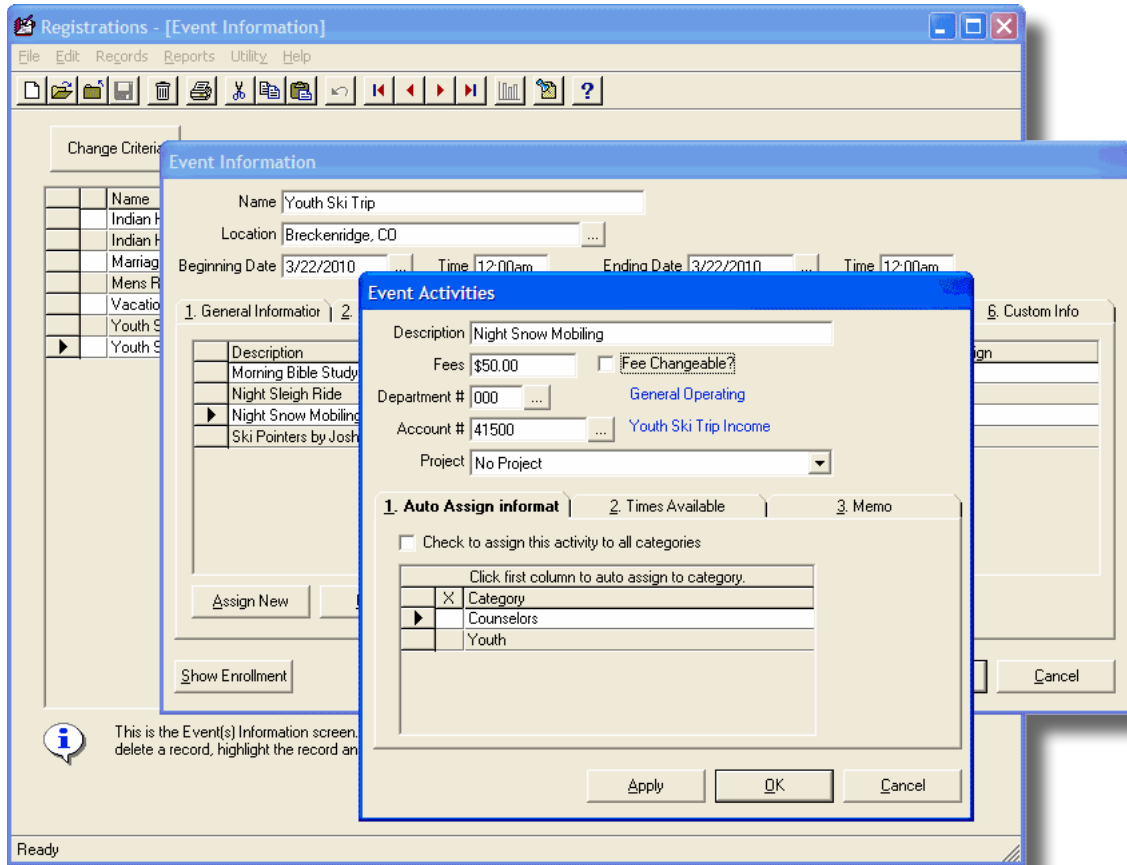 Registrations - [Event Information]
File Edit Records Reports Utility Help
Change Criteria
Name
Indian H
Indian H
Marriag
Mens R
Vacatio
Youth S
Youth S
Event Information
Name Youth Ski Trip
Location Breckenridge, CO ...
Beginning Date 3/22/2010 ... Time 12:00am Ending Date 3/22/2010 ... Time 12:00am
1. General Information 2. 6. Custom Info
Description ign
Morning Bible Study
Night Sleigh Ride
Night Snow Mobiling
Ski Pointers by Josh
Assign New
Show Enrollment Cancel
Event Activities
Description Night Snow Mobiling
Fees $50.00 Fee Changeable?
Department # 000 ... General Operating
Account # 41500 ... Youth Ski Trip Income
Project No Project
1. Auto Assign informat 2. Times Available 3. Memo
Check to assign this activity to all categories
Click first column to auto assign to category.
X Category
Counselors
Youth
Apply OK Cancel
This is the Event(s) Information screen.
delete a record, highlight the record an
Ready